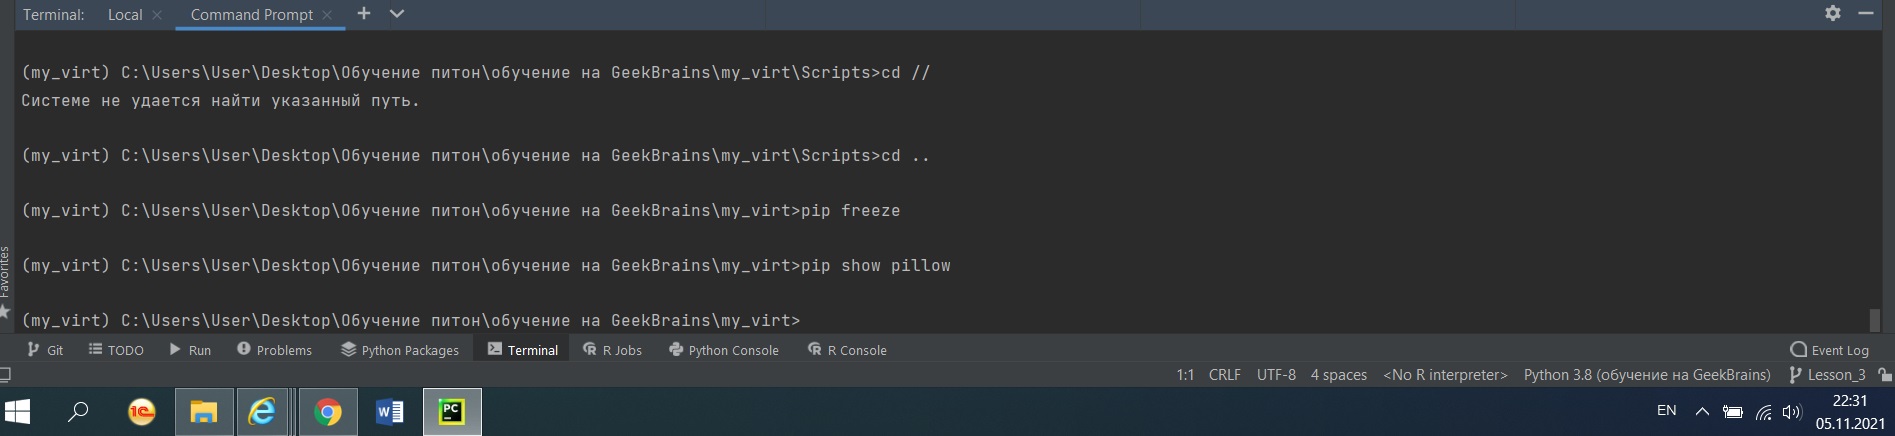 Terminal: Local × Command Prompt × +
(my_virt) C:\Users\User\Desktop\Обучение питон\обучение на GeekBrains\my_virt\Scripts>cd //
Системе не удается найти указанный путь.
(my_virt) C:\Users\User\Desktop\Обучение питон\обучение на GeekBrains\my_virt\Scripts>cd ..
(my_virt) C:\Users\User\Desktop\Обучение питон\обучение на GeekBrains\my_virt>pip freeze
(my_virt) C:\Users\User\Desktop\Обучение питон\обучение на GeekBrains\my_virt>pip show pillow
(my_virt) C:\Users\User\Desktop\Обучение питон\обучение на GeekBrains\my_virt>
Favorites
Git TODO Run Problems Python Packages Terminal R Jobs Python Console R Console Event Log
1:1 CRLF UTF-8 4 spaces <No R interpreter> Python 3.8 (обучение на GeekBrains) Lesson_3
1С W PC EN 22:31
05.11.2021